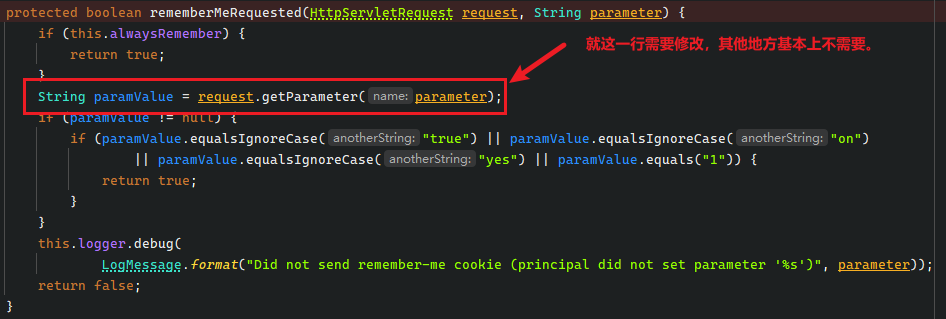 protected boolean rememberMeRequested(HttpServletRequest request, String parameter) {
if (this.alwaysRemember) {
return true;
就这一行需要修改，其他地方基本上不需要。
}
String paramValue = request.getParameter( name: parameter);
if (paramValue != null) {
if (paramValue.equalsIgnoreCase( anotherString: "true") || paramValue.equalsIgnoreCase( anotherString: "on")
|| paramValue.equalsIgnoreCase( anotherString: "yes") || paramValue.equals("1")) {
return true;
}
}
this.logger.debug(
LogMessage.format("Did not send remember-me cookie (principal did not set parameter '%s')", parameter));
return false;
}